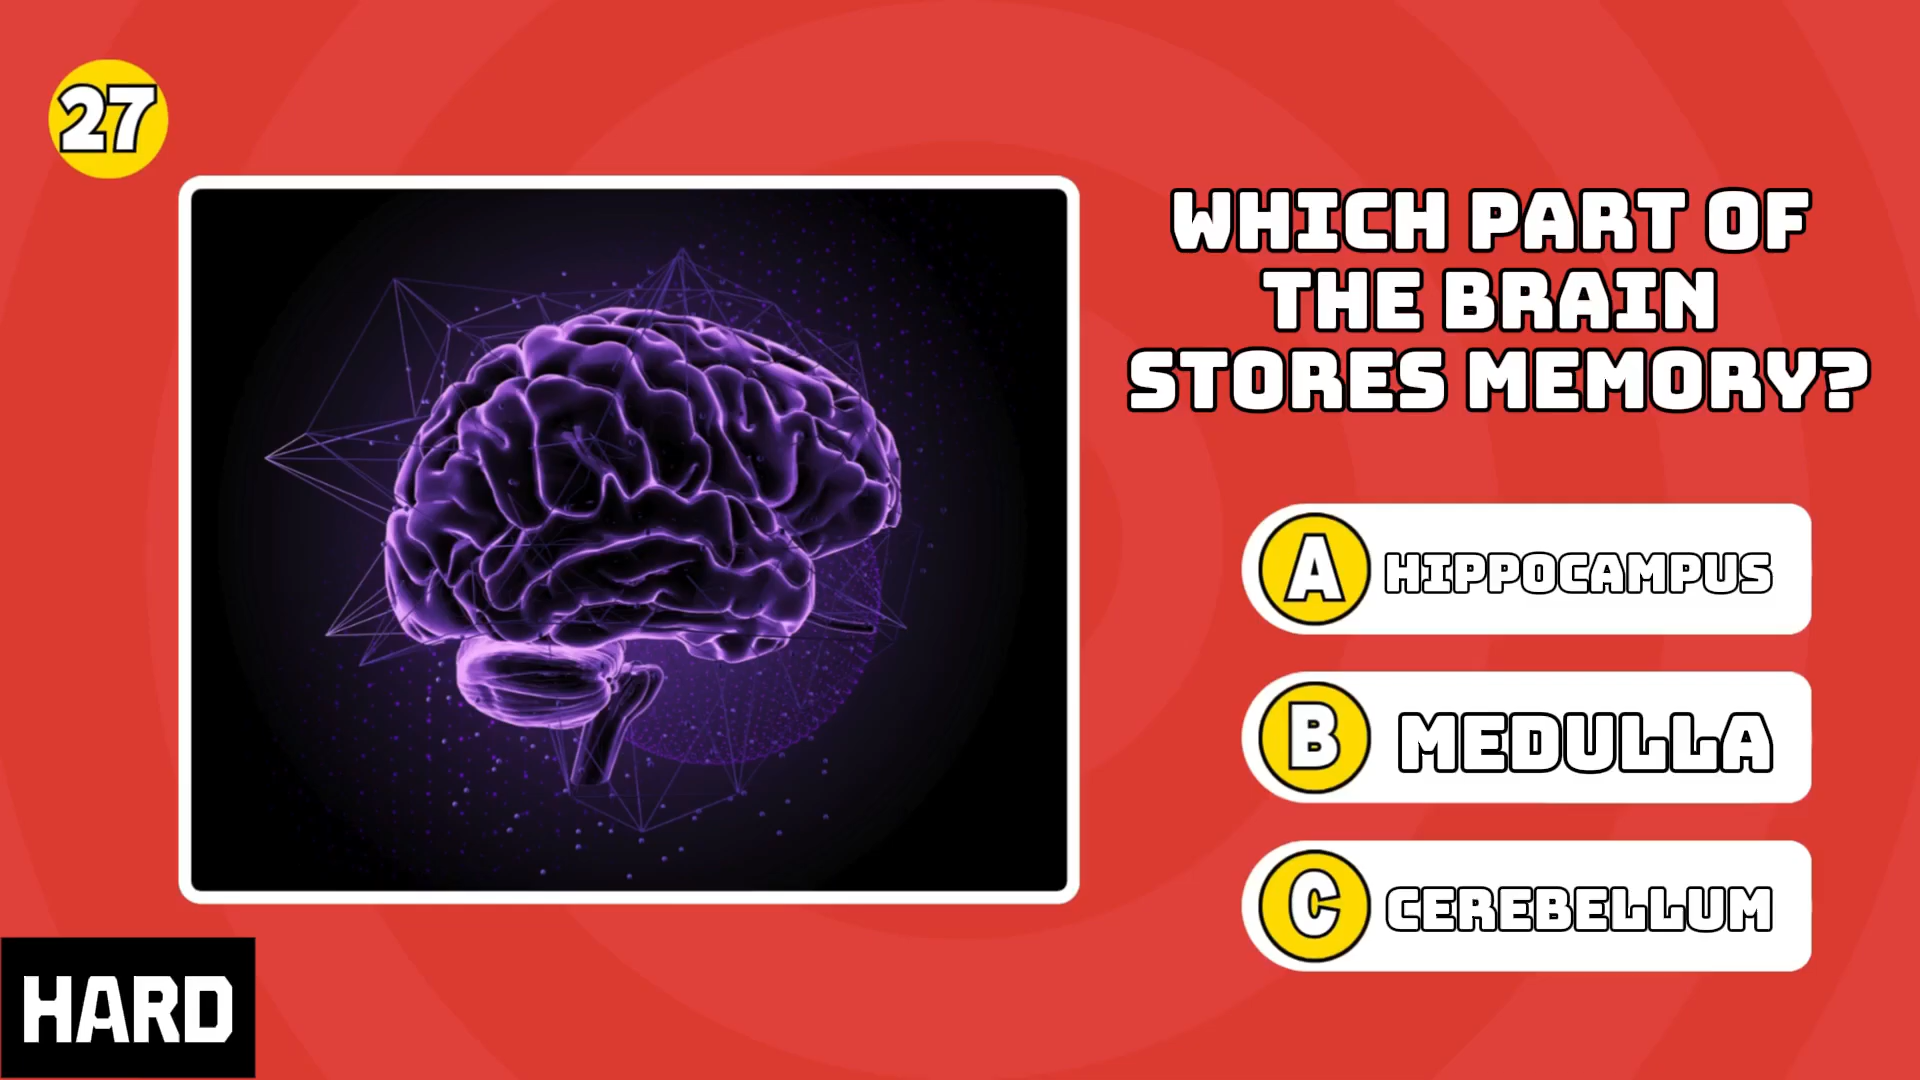 27
WHICH PART OF
THE BRAIN
STORES MEMORY?
A HIPPOCAMPUS
B MEDULLA
C CEREBELLUM
HARD